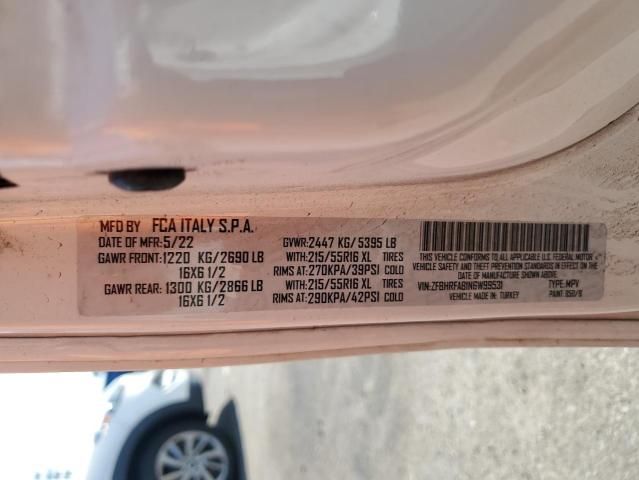 MFD BY FCA ITALY S.P.A.
DATE OF MFR:5/22 GVWR:2447 KG/5395 LB
GAWR FRONT:1220 KG/2690 LB 215/55R16 XL TIRES
16X6 1/2 RIMS AT:270KPA/39PSI COLD
GAWR REAR:1300 KG/2866 LB 215/55R16 XL TIRES
16X6 1/2 RIMS AT:290KPA/42PSI COLD
THIS VEHICLE CONFORMS TO ALL APPLICABLE U.S. FEDERAL MOTOR
VEHICLE SAFETY, BUMPER, AND THEFT PREVENTION STANDARDS IN EFFECT ON THE
DATE OF MANUFACTURE SHOWN ABOVE.
VIN:ZFBHRFAB1N6W99531 TYPE:MPV
VEHICLE MADE IN: TURKEY PAINT: